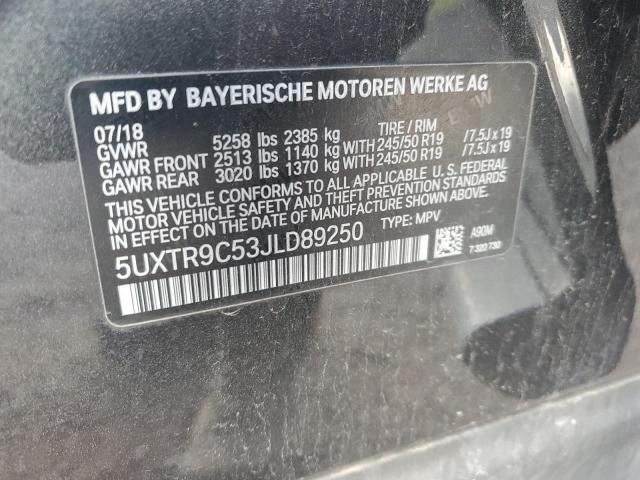 MFD BY BAYERISCHE MOTOREN WERKE AG
07/18 TIRE / RIM
GVWR 5258 lbs 2385 kg
GAWR FRONT 2513 lbs 1140 kg WITH 245/50 R19 /7.5J x 19
GAWR REAR 3020 lbs 1370 kg WITH 245/50 R19 /7.5J x 19
THIS VEHICLE CONFORMS TO ALL APPLICABLE U. S. FEDERAL
MOTOR VEHICLE SAFETY AND THEFT PREVENTION STANDARDS
IN EFFECT ON THE DATE OF MANUFACTURE SHOWN ABOVE.
5UXTR9C53JLD89250 TYPE: MPV
A90M
7 320 730